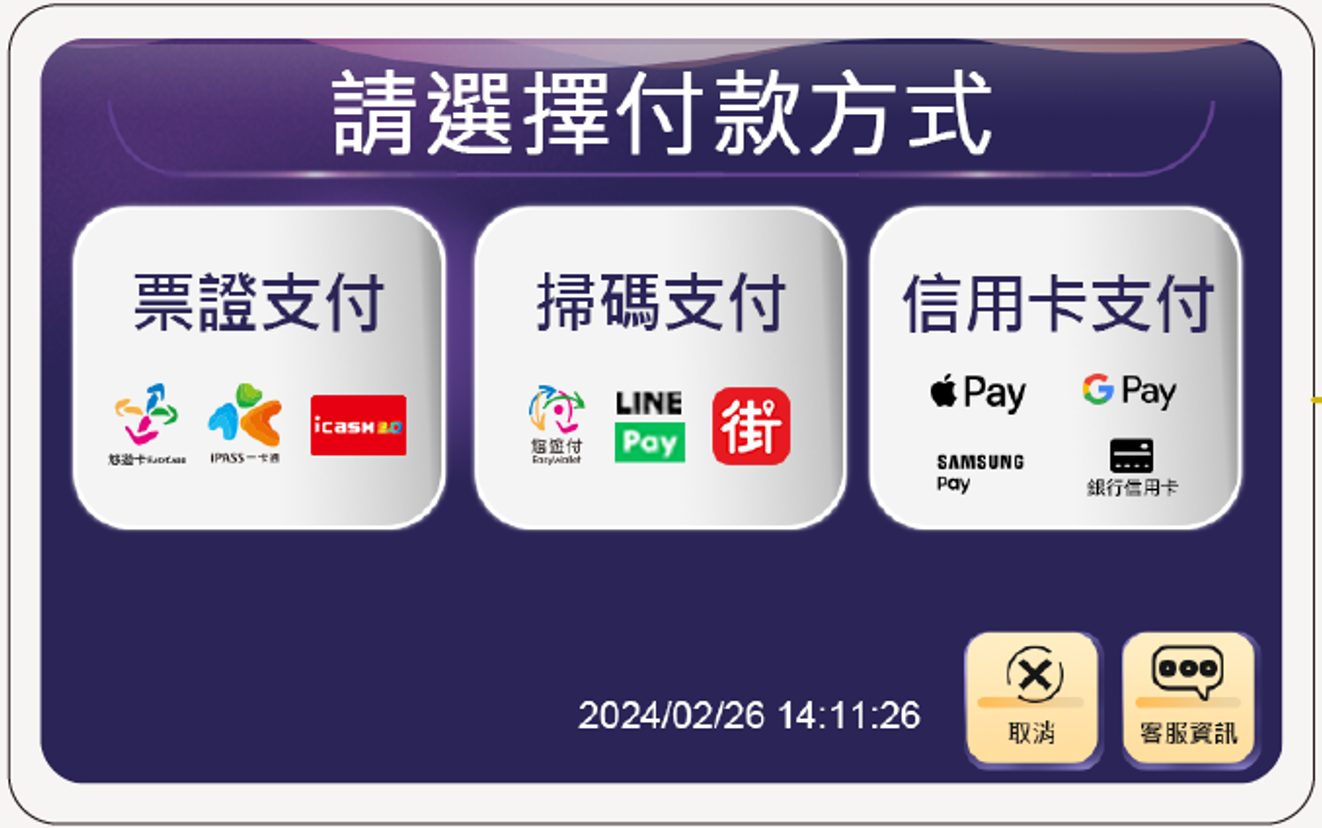 請選擇付款方式
票證支付
掃碼支付
信用卡支付
悠遊卡 EasyCard
iPASS 一卡通
icash 2.0
悠遊付
EasyWallet
LINE
Pay
街
Pay
G Pay
SAMSUNG
Pay
銀行信用卡
2024/02/26 14:11:26
取消
客服資訊